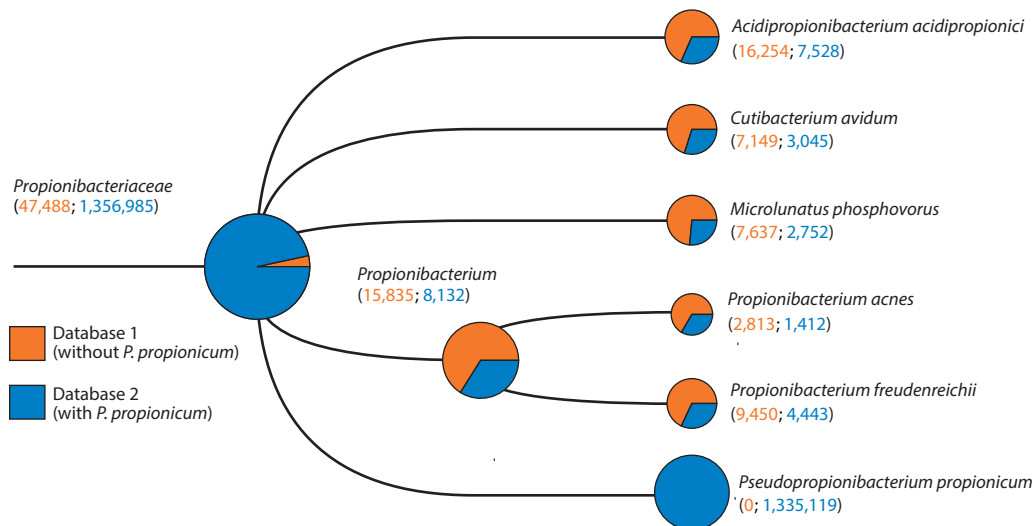 Acidipropionibacterium acidipropionici
(16,254; 7,528)
Cutibacterium avidum
(7,149; 3,045)
Propionibacteriaceae
(47,488; 1,356,985)
Microlunatus phosphovorus
(7,637; 2,752)
Propionibacterium
(15,835; 8,132)
Propionibacterium acnes
(2,813; 1,412)
Database 1
(without P. propionicum)
Database 2
(with P. propionicum)
Propionibacterium freudenreichii
(9,450; 4,443)
Pseudopropionibacterium propionicum
(0; 1,335,119)